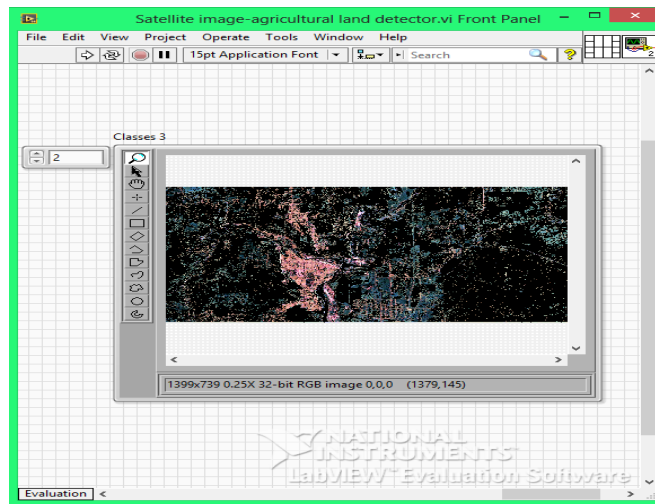 Satellite image-agricultural land detector.vi Front Panel
File Edit View Project Operate Tools Window Help
15pt Application Font Search ? 2
Classes 3
2
1399x739 0.25X 32-bit RGB image 0,0,0 (1379,145)
NATIONAL
INSTRUMENTS
LabVIEW Evaluation Software
Evaluation